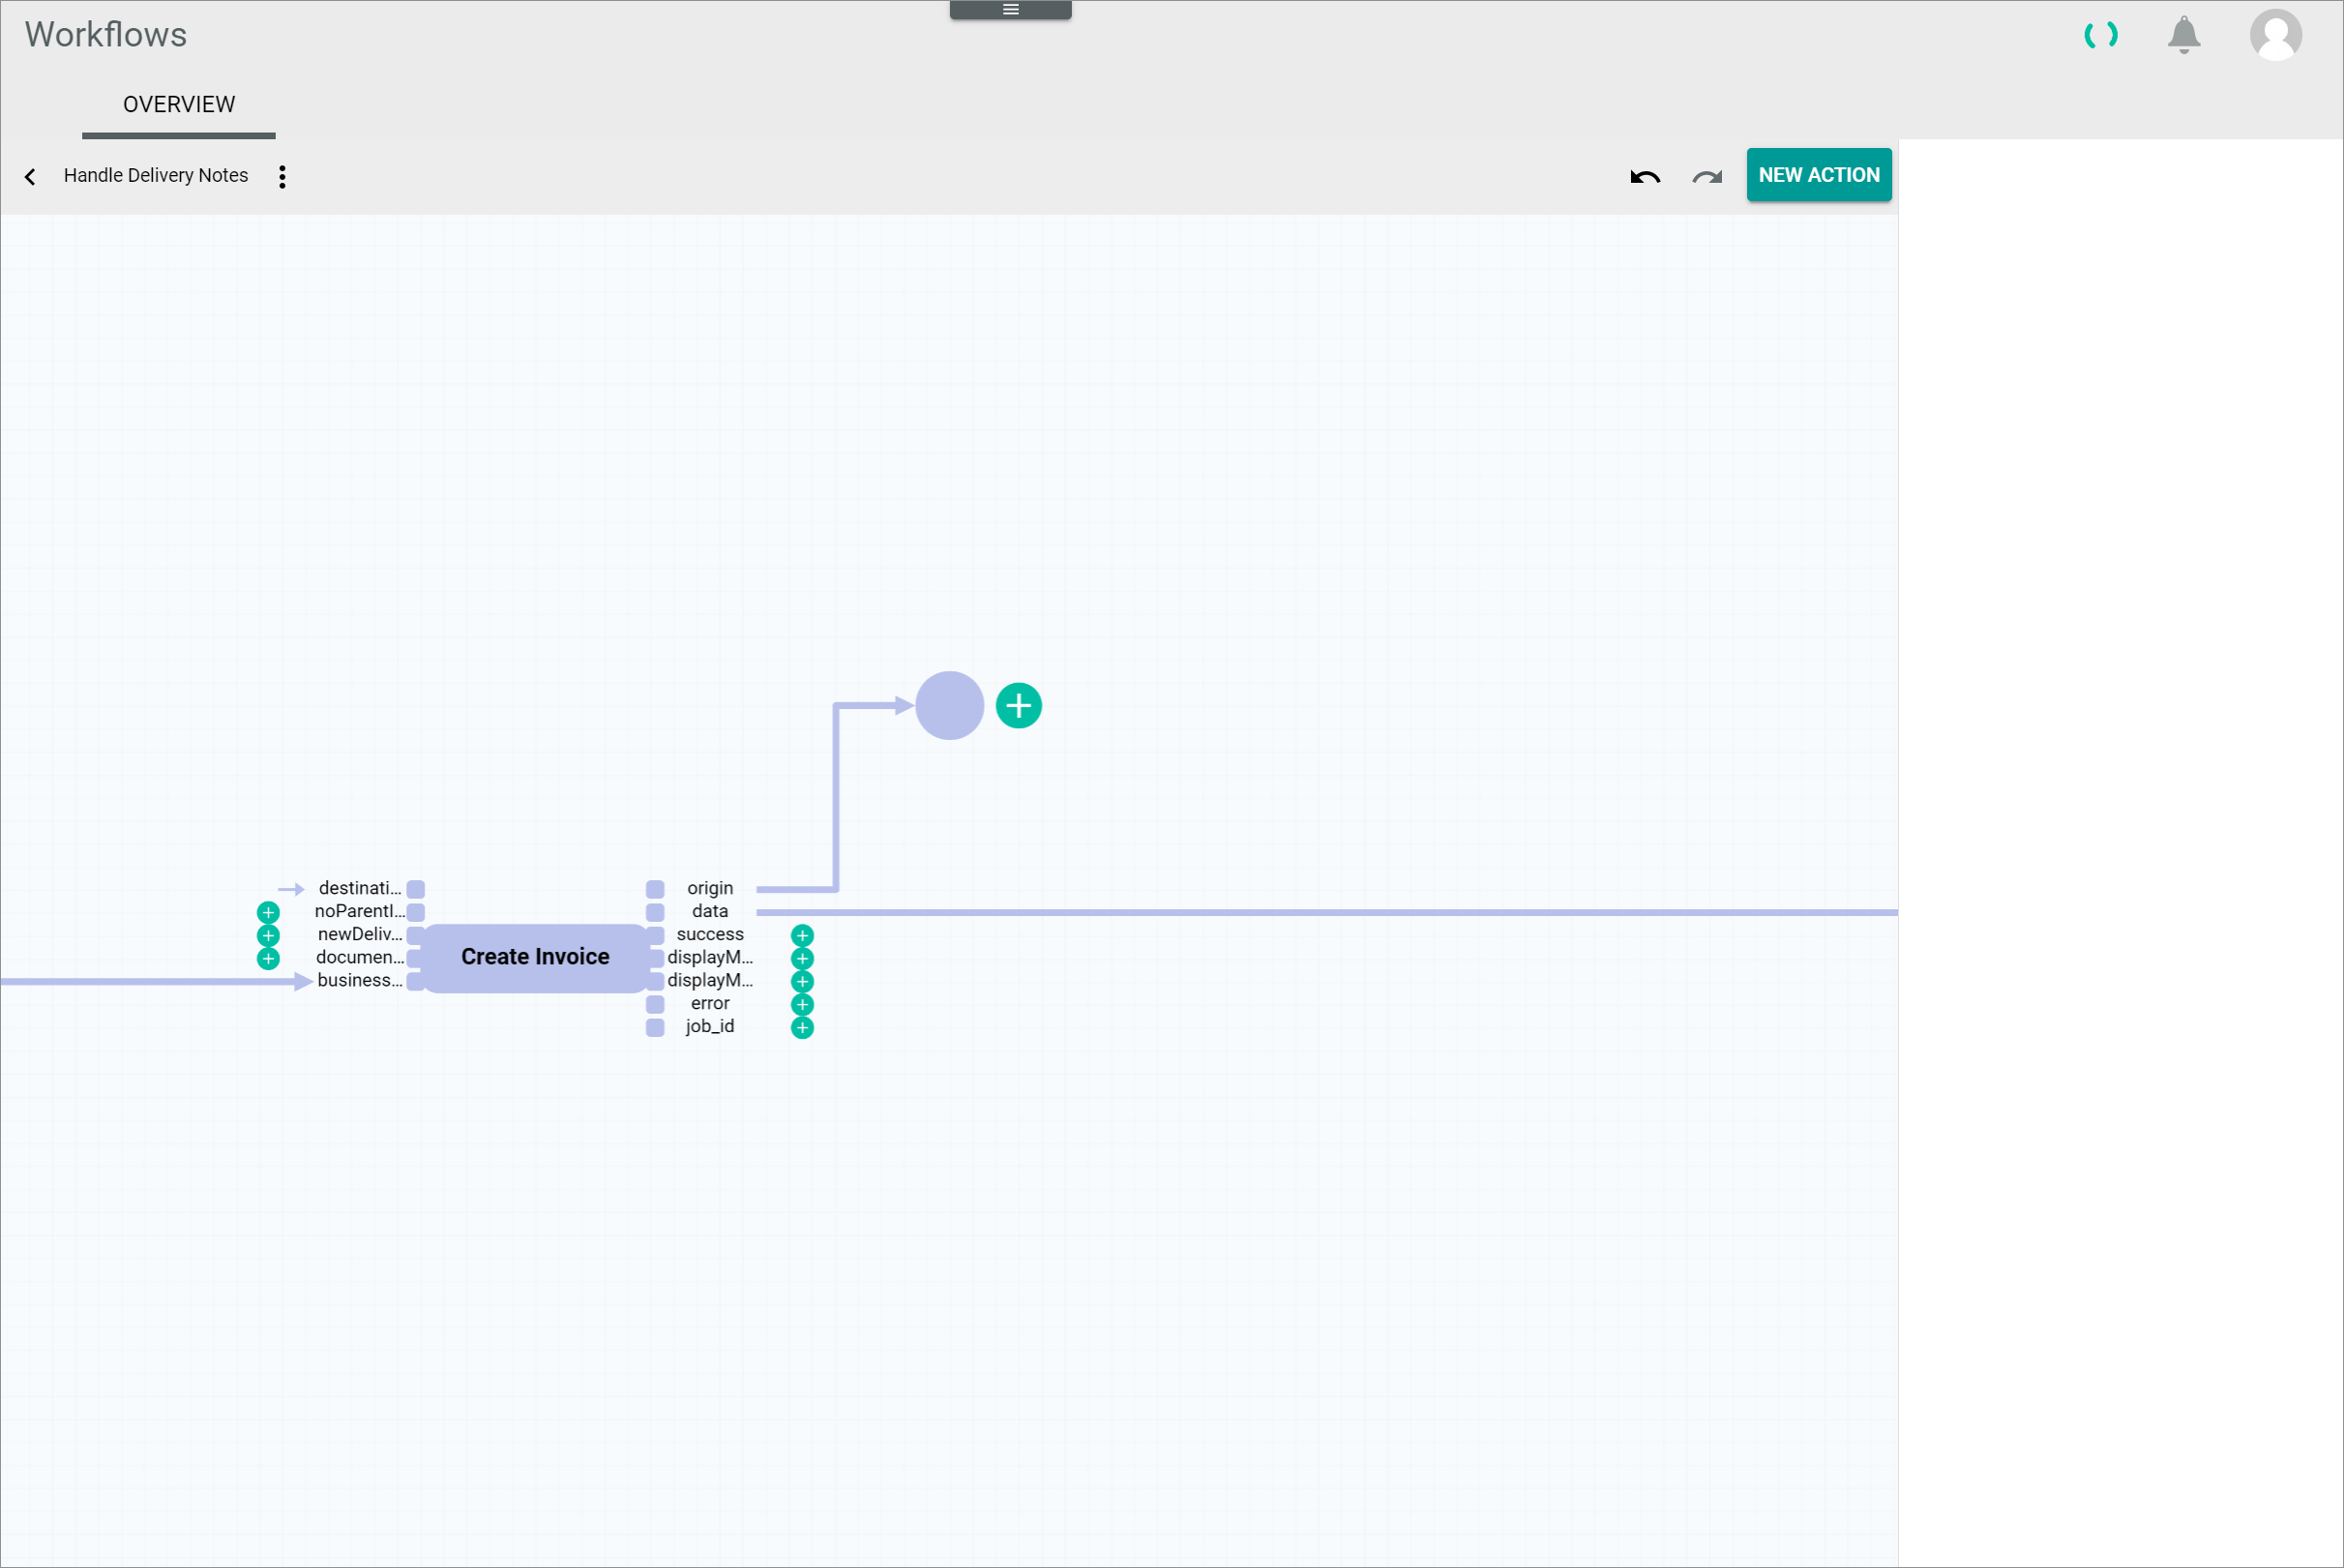 Workflows
OVERVIEW
Handle Delivery Notes
NEW ACTION
destinati...
noParentI...
newDeliv...
documen...
business...
Create Invoice
origin
data
success
displayM...
displayM...
error
job_id